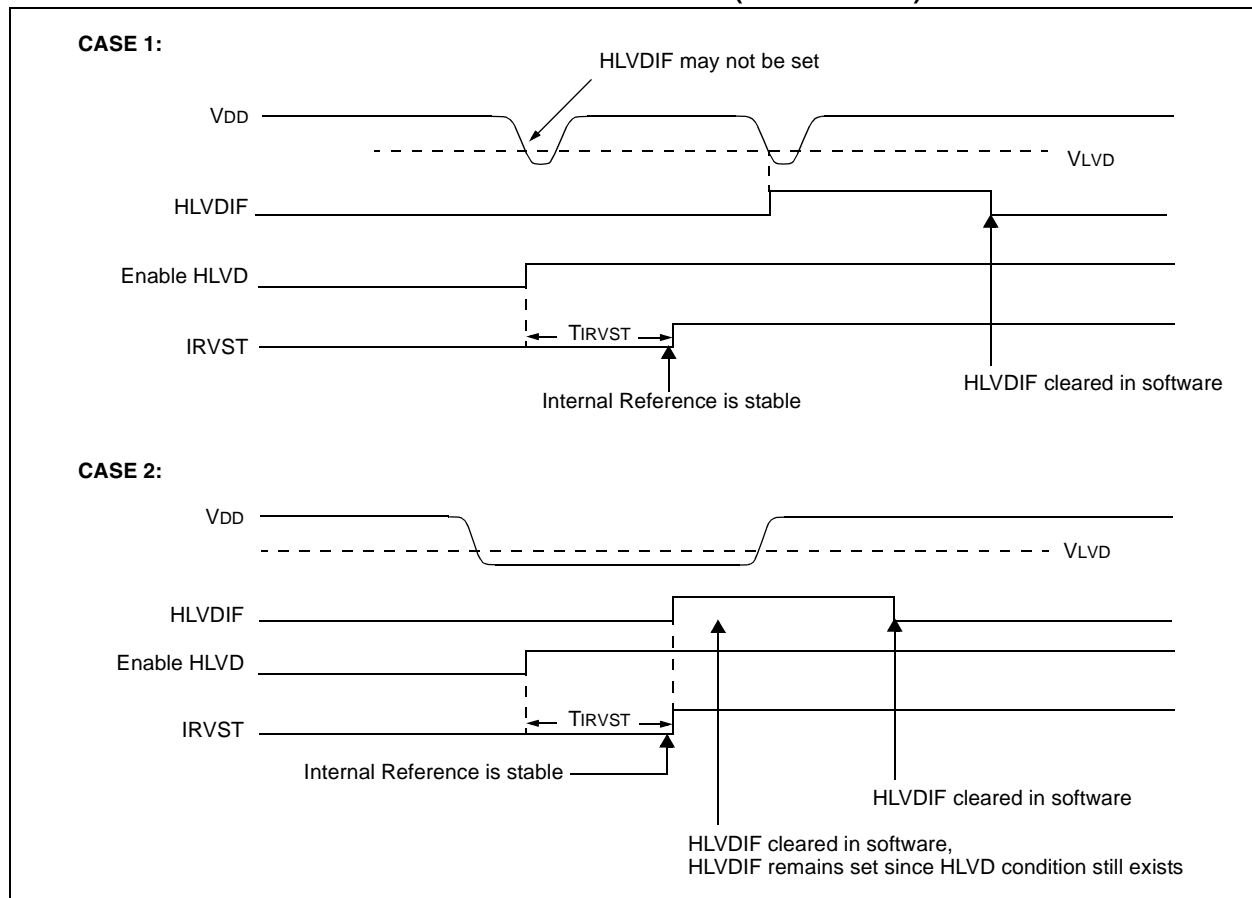 CASE 1:
HLVDIF may not be set
VDD
VLVD
HLVDIF
Enable HLVD
TIRVST
IRVST
HLVDIF cleared in software
Internal Reference is stable
CASE 2:
VDD
VLVD
HLVDIF
Enable HLVD
TIRVST
IRVST
Internal Reference is stable
HLVDIF cleared in software
HLVDIF cleared in software,
HLVDIF remains set since HLVD condition still exists